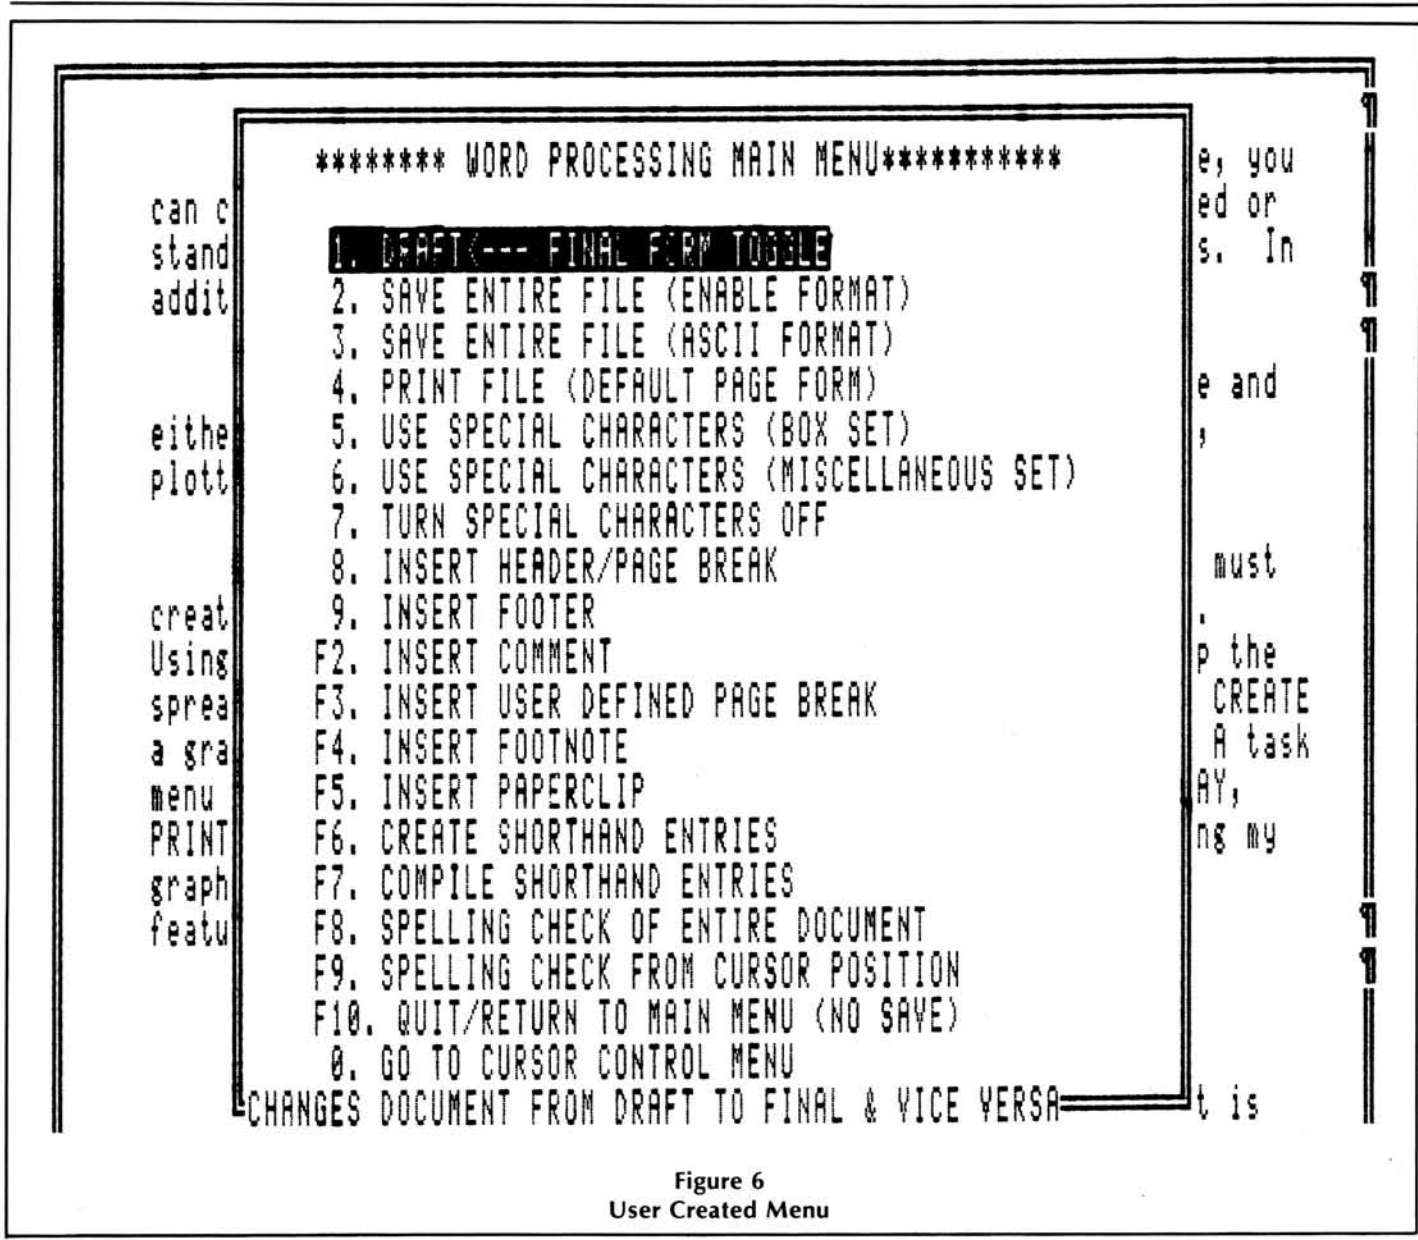 ******** WORD PROCESSING MAIN MENU***********
e, you
can c
ed or
stand
1. DRAFT<--- FINAL FORM TOGGLE
s. In
addit
2. SAVE ENTIRE FILE (ENABLE FORMAT)
3. SAVE ENTIRE FILE (ASCII FORMAT)
4. PRINT FILE (DEFAULT PAGE FORM)
e and
eithe
5. USE SPECIAL CHARACTERS (BOX SET)
,
plott
6. USE SPECIAL CHARACTERS (MISCELLANEOUS SET)
7. TURN SPECIAL CHARACTERS OFF
8. INSERT HEADER/PAGE BREAK
must
creat
9. INSERT FOOTER
.
Using
F2. INSERT COMMENT
p the
sprea
F3. INSERT USER DEFINED PAGE BREAK
CREATE
a gra
F4. INSERT FOOTNOTE
A task
menu
F5. INSERT PAPERCLIP
AY,
PRINT
F6. CREATE SHORTHAND ENTRIES
ng my
graph
F7. COMPILE SHORTHAND ENTRIES
featu
F8. SPELLING CHECK OF ENTIRE DOCUMENT
F9. SPELLING CHECK FROM CURSOR POSITION
F10. QUIT/RETURN TO MAIN MENU (NO SAVE)
0. GO TO CURSOR CONTROL MENU
CHANGES DOCUMENT FROM DRAFT TO FINAL & VICE VERSA
t is
Figure 6
User Created Menu